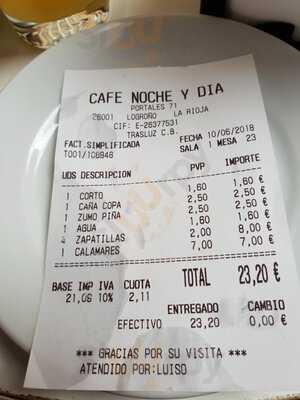 CAFE NOCHE Y DIA
PORTALES 71
26001 LOGROÑO LA RIOJA
CIF: E-26377531
TRASLUZ C.B.
FACT.SIMPLIFICADA FECHA 10/06/2018
T001/108948 SALA 1 MESA 23
UDS DESCRIPCION PVP IMPORTE
1 CORTO 1,60 1,60 €
1 CAÑA COPA 2,50 2,50 €
1 ZUMO PIÑA 2,50 2,50 €
1 AGUA 1,60 1,60 €
4 ZAPATILLAS 2,00 8,00 €
1 CALAMARES 7,00 7,00 €
BASE IMP IVA CUOTA TOTAL 23,20 €
21,09 10% 2,11
ENTREGADO CAMBIO
EFECTIVO 23,20 0,00 €
*** GRACIAS POR SU VISITA ***
ATENDIDO POR:LUISO